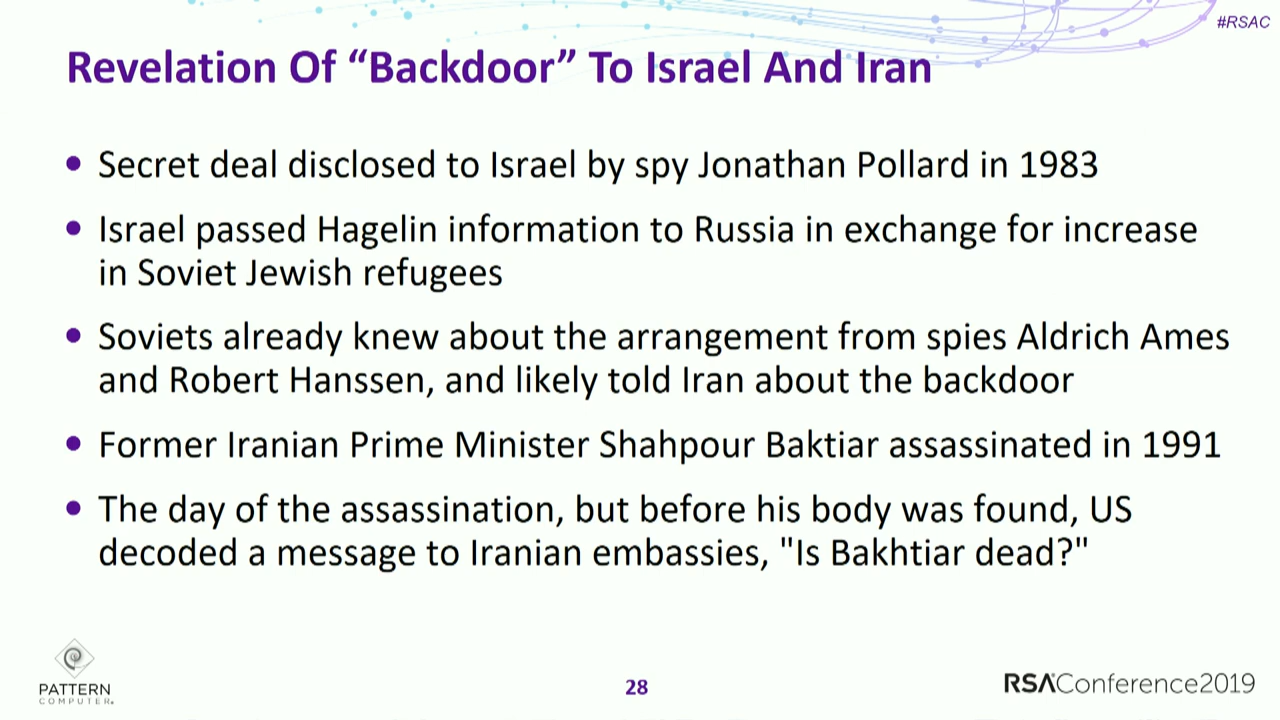 #RSAC
Revelation Of “Backdoor” To Israel And Iran
• Secret deal disclosed to Israel by spy Jonathan Pollard in 1983
• Israel passed Hagelin information to Russia in exchange for increase
in Soviet Jewish refugees
• Soviets already knew about the arrangement from spies Aldrich Ames
and Robert Hanssen, and likely told Iran about the backdoor
• Former Iranian Prime Minister Shahpour Baktiar assassinated in 1991
• The day of the assassination, but before his body was found, US
decoded a message to Iranian embassies, "Is Bakhtiar dead?"
PATTERN
COMPUTER
28
RSAConference2019